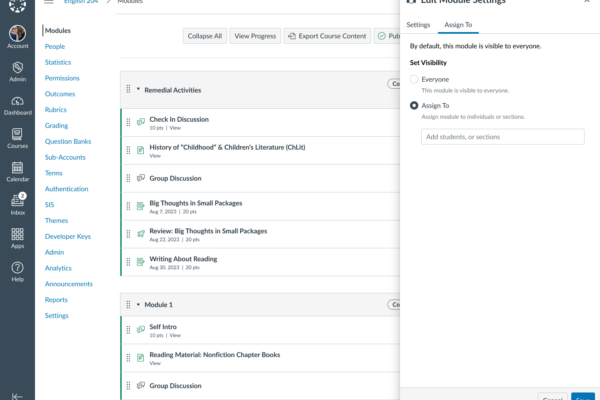 English 204 > Modules
Edit Module Settings
Account
Admin
Dashboard
Courses
Calendar
2
Inbox
Apps
Help
Modules
People
Statistics
Permissions
Outcomes
Rubrics
Grading
Question Banks
Sub-Accounts
Terms
Authentication
SIS
Themes
Developer Keys
Admin
Analytics
Announcements
Reports
Settings
Collapse All
View Progress
Export Course Content
Pub
Remedial Activities
Co
Check In Discussion
10 pts | View
History of "Childhood" & Children's Literature (ChLit)
View
Group Discussion
Big Thoughts in Small Packages
Aug 7, 2023 | 20 pts
Review: Big Thoughts in Small Packages
Aug 22, 2023 | 20 pts
Writing About Reading
Aug 30, 2023 | 20 pts
Module 1
Co
Self Intro
10 pts | View
Reading Material: Nonfiction Chapter Books
View
Group Discussion
Settings
Assign To
By default, this module is visible to everyone.
Set Visibility
Everyone
This module is visible to everyone.
Assign To
Assign module to individuals or sections.
Add students, or sections
Cancel
Save